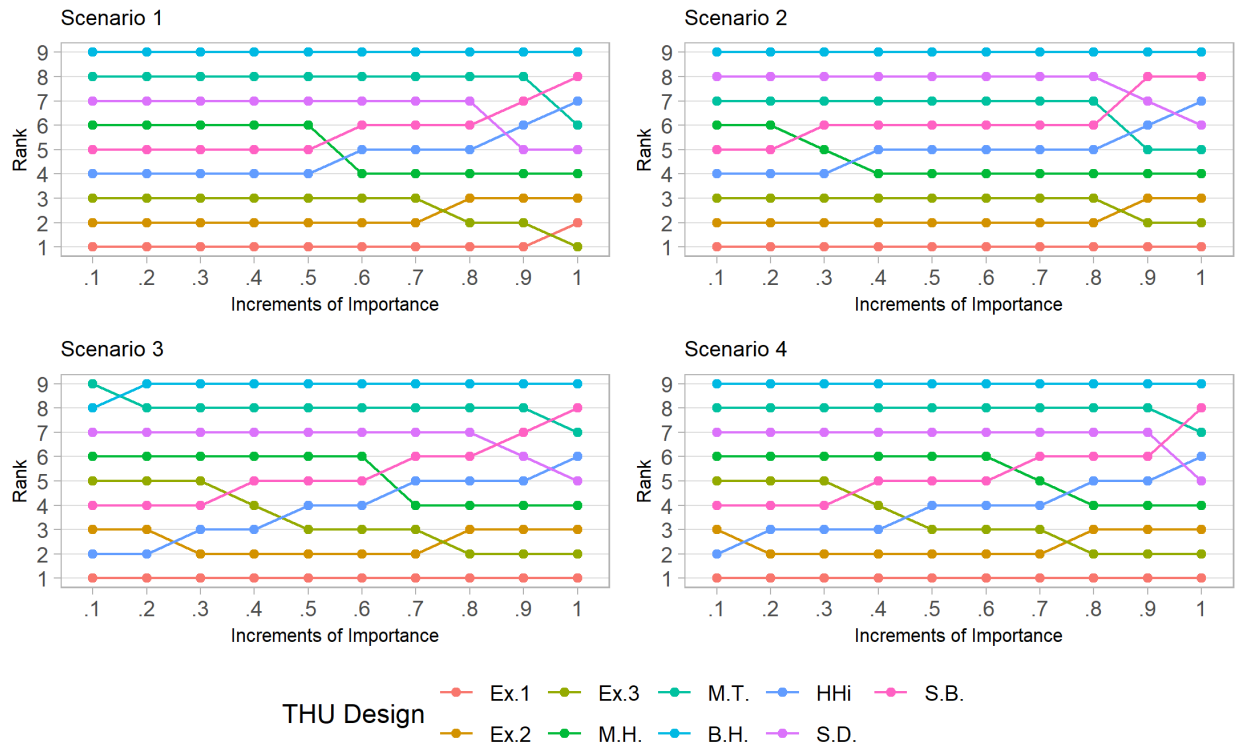 Scenario 1
Rank
9
8
7
6
5
4
3
2
1
.1 .2 .3 .4 .5 .6 .7 .8 .9 1
Increments of Importance
Scenario 2
Rank
9
8
7
6
5
4
3
2
1
.1 .2 .3 .4 .5 .6 .7 .8 .9 1
Increments of Importance
Scenario 3
Rank
9
8
7
6
5
4
3
2
1
.1 .2 .3 .4 .5 .6 .7 .8 .9 1
Increments of Importance
Scenario 4
Rank
9
8
7
6
5
4
3
2
1
.1 .2 .3 .4 .5 .6 .7 .8 .9 1
Increments of Importance
THU Design
Ex.1 Ex.3 M.T. HHi S.B.
Ex.2 M.H. B.H. S.D.